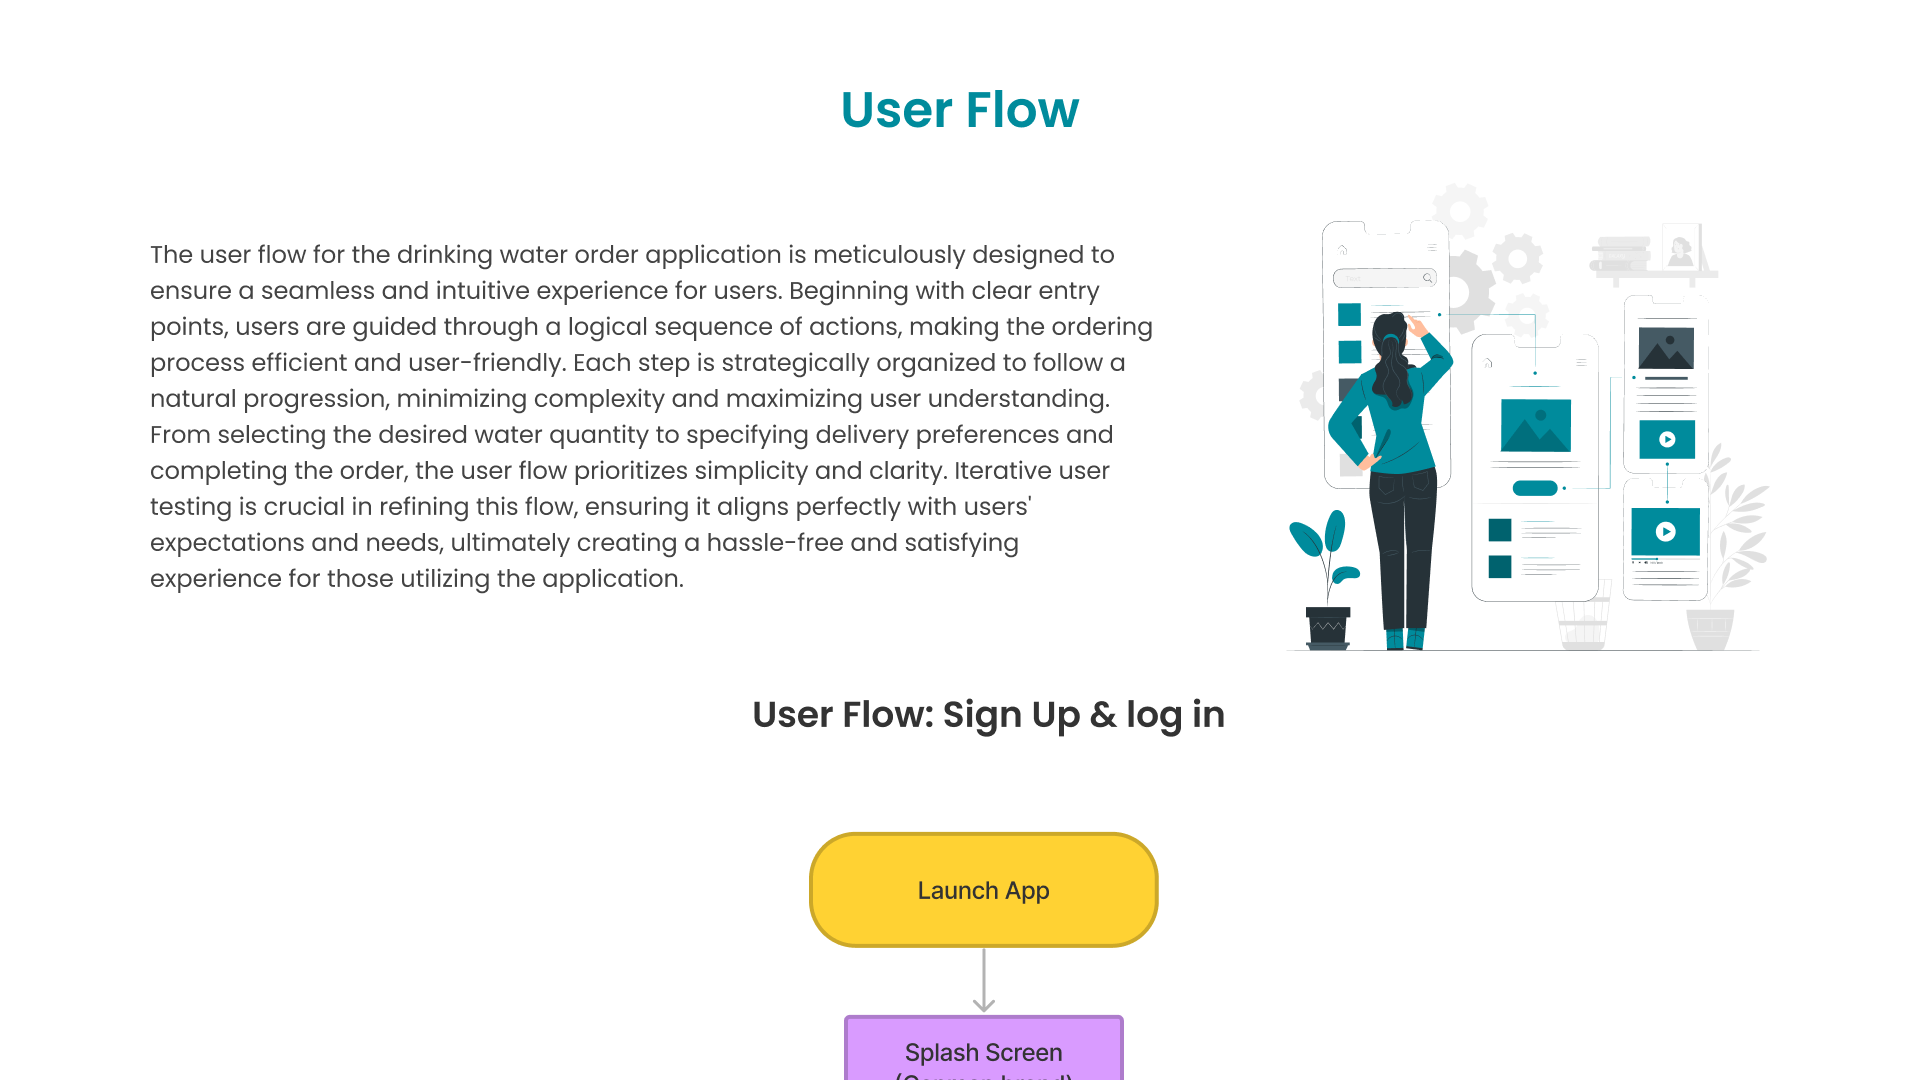 User Flow
The user flow for the drinking water order application is meticulously designed to
ensure a seamless and intuitive experience for users. Beginning with clear entry
points, users are guided through a logical sequence of actions, making the ordering
process efficient and user-friendly. Each step is strategically organized to follow a
natural progression, minimizing complexity and maximizing user understanding.
From selecting the desired water quantity to specifying delivery preferences and
completing the order, the user flow prioritizes simplicity and clarity. Iterative user
testing is crucial in refining this flow, ensuring it aligns perfectly with users'
expectations and needs, ultimately creating a hassle-free and satisfying
experience for those utilizing the application.
User Flow: Sign Up & log in
Launch App
Splash Screen